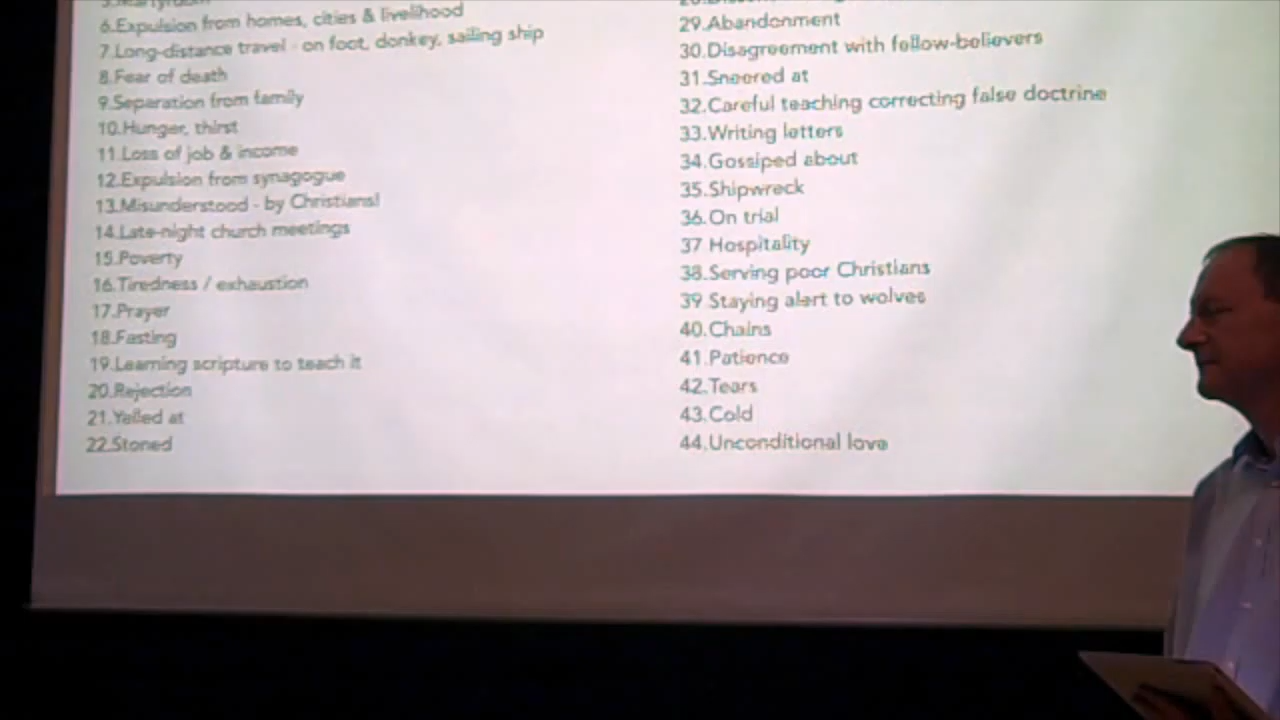 6.Expulsion from homes, cities & livelihood
7.Long-distance travel - on foot, donkey, sailing ship
8.Fear of death
9.Separation from family
10.Hunger, thirst
11.Loss of job & income
12.Expulsion from synagogue
13.Misunderstood - by Christians!
14.Late-night church meetings
15.Poverty
16.Tiredness / exhaustion
17.Prayer
18.Fasting
19.Learning scripture to teach it
20.Rejection
21.Yelled at
22.Stoned
29.Abandonment
30.Disagreement with fellow-believers
31.Sneered at
32.Careful teaching correcting false doctrine
33.Writing letters
34.Gossiped about
35.Shipwreck
36.On trial
37 Hospitality
38.Serving poor Christians
39 Staying alert to wolves
40.Chains
41.Patience
42.Tears
43.Cold
44.Unconditional love